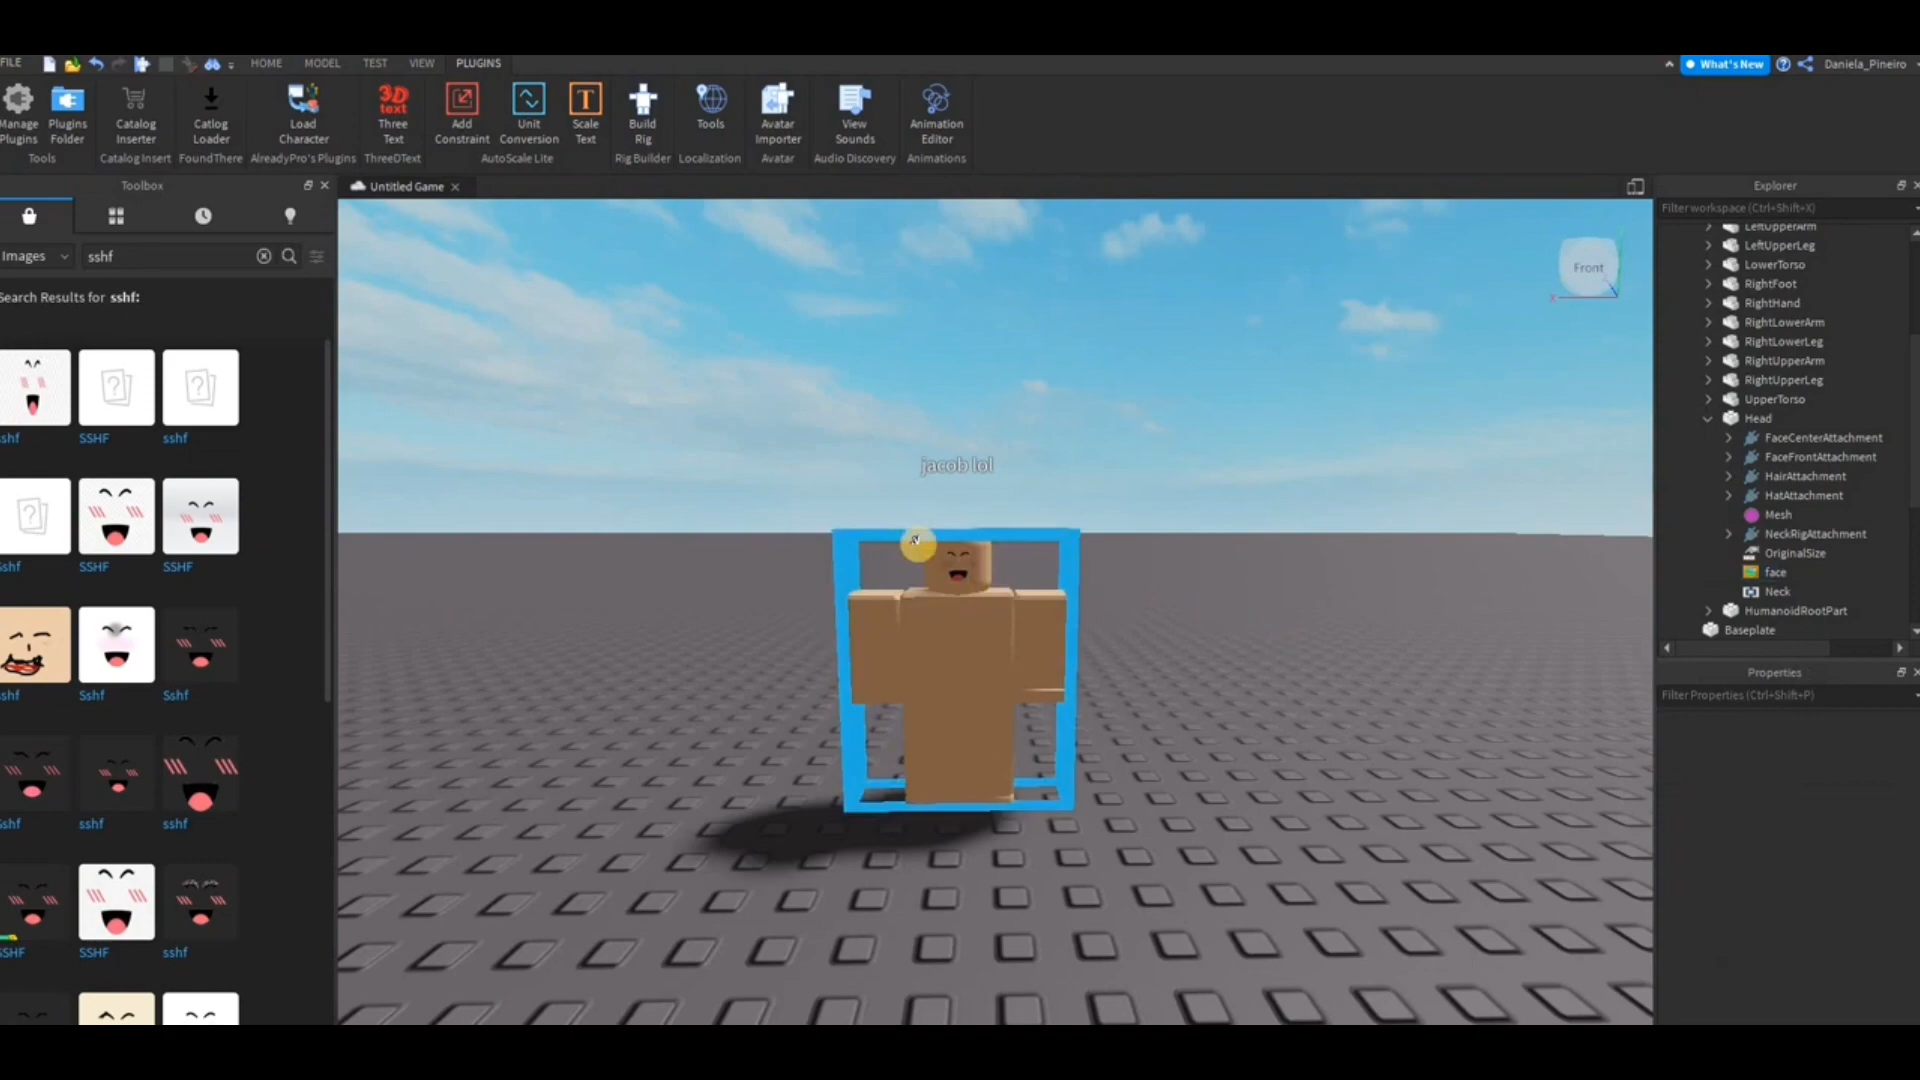 FILE HOME MODEL TEST VIEW PLUGINS What's New Daniela_Pineiro
Manage Plugins
Plugins Folder
Catalog Inserter
Catlog Loader
Load Character
Three Text
Add Constraint
Unit Conversion
Scale Text
Build Rig
Tools
Avatar Importer
View Sounds
Animation Editor
Tools Catalog Insert FoundThere AlreadyPro's Plugins ThreeDText AutoScale Lite Rig Builder Localization Avatar Audio Discovery Animations
Toolbox
Untitled Game
Explorer
Filter workspace (Ctrl+Shift+X)
Images
sshf
Search Results for sshf:
sshf SSHF sshf
sshf SSHF SSHF
sshf Sshf Sshf
Sshf sshf sshf
SSHF SSHF sshf
jacob lol
Front
X
LeftUpperArm
LeftUpperLeg
LowerTorso
RightFoot
RightHand
RightLowerArm
RightLowerLeg
RightUpperArm
RightUpperLeg
UpperTorso
Head
FaceCenterAttachment
FaceFrontAttachment
HairAttachment
HatAttachment
Mesh
NeckRigAttachment
OriginalSize
face
Neck
HumanoidRootPart
Baseplate
Properties
Filter Properties (Ctrl+Shift+P)